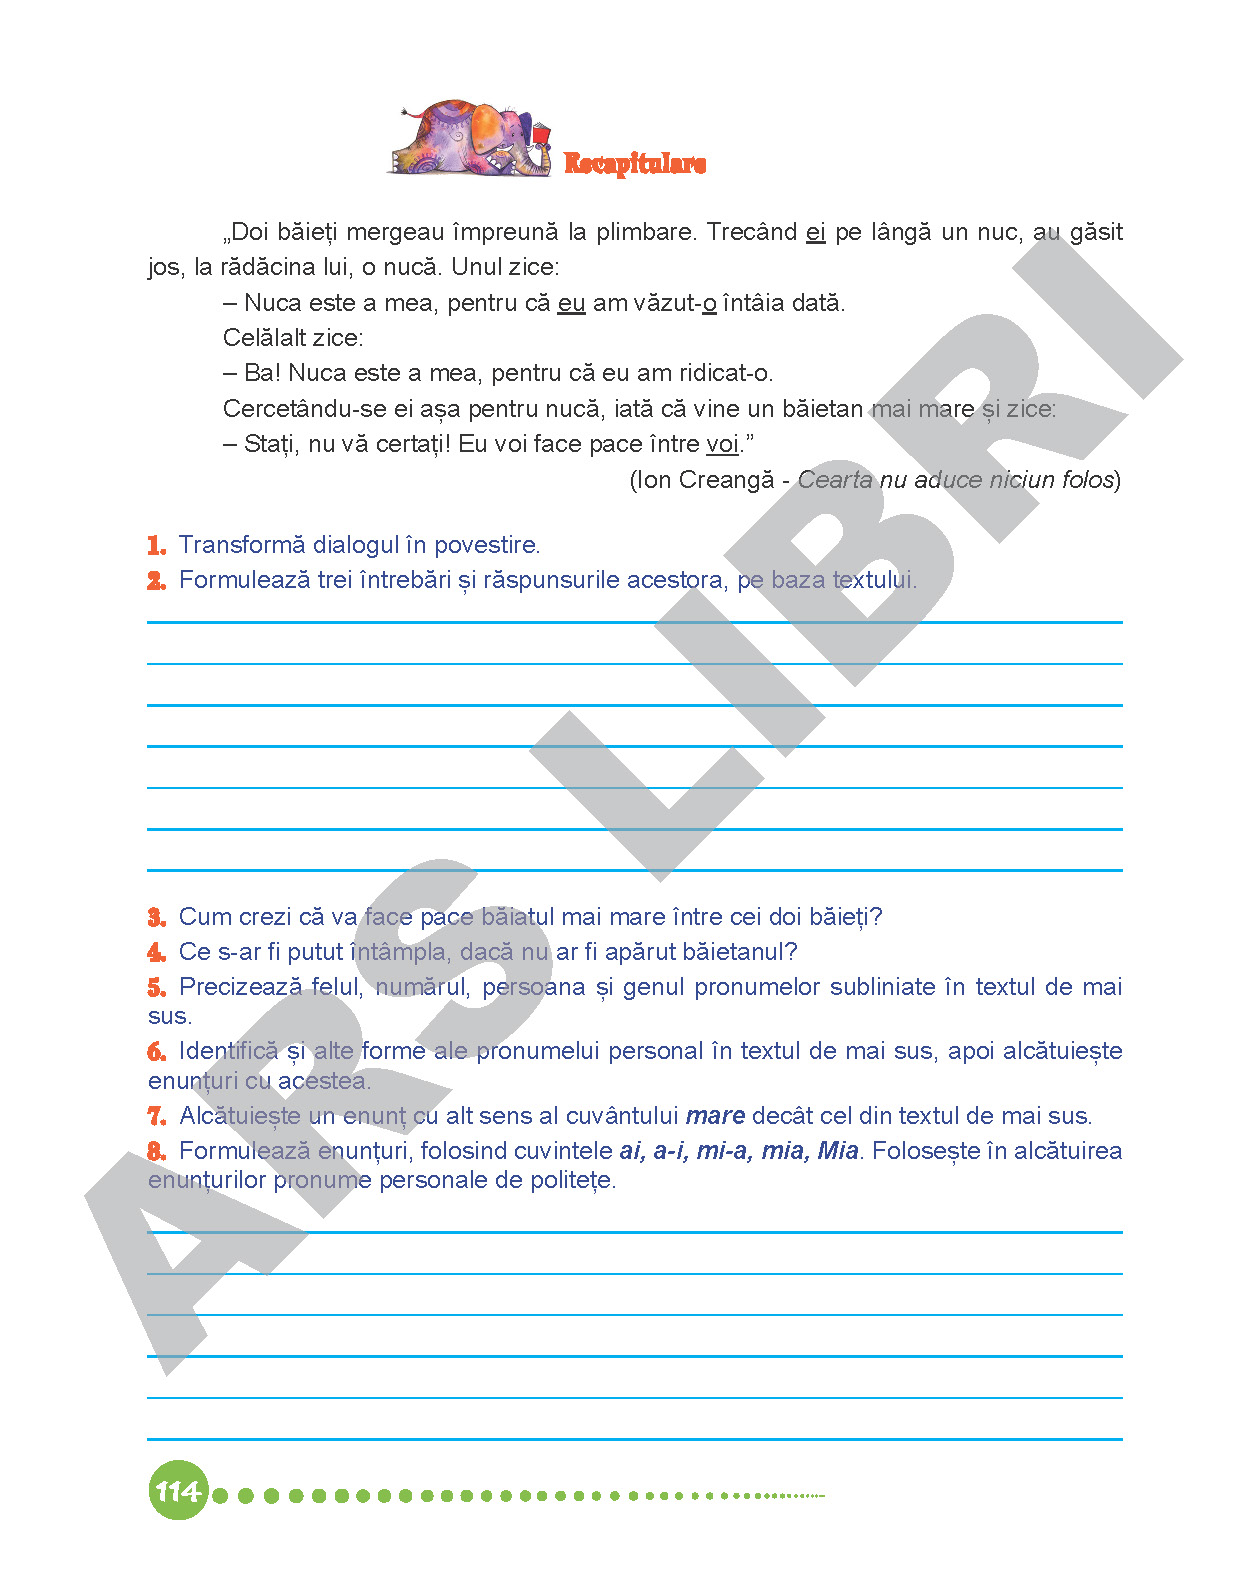 Recapitulare
„Doi băieți mergeau împreună la plimbare. Trecând ei pe lângă un nuc, au găsit
jos, la rădăcina lui, o nucă. Unul zice:
– Nuca este a mea, pentru că eu am văzut-o întâia dată.
Celălalt zice:
– Ba! Nuca este a mea, pentru că eu am ridicat-o.
Cercetându-se ei așa pentru nucă, iată că vine un băietan mai mare și zice:
– Stați, nu vă certați! Eu voi face pace între voi.”
(Ion Creangă - Cearta nu aduce niciun folos)
1. Transformă dialogul în povestire.
2. Formulează trei întrebări și răspunsurile acestora, pe baza textului.
3. Cum crezi că va face pace băiatul mai mare între cei doi băieți?
4. Ce s-ar fi putut întâmpla, dacă nu ar fi apărut băietanul?
5. Precizează felul, numărul, persoana și genul pronumelor subliniate în textul de mai
sus.
6. Identifică și alte forme ale pronumelui personal în textul de mai sus, apoi alcătuiește
enunțuri cu acestea.
7. Alcătuiește un enunț cu alt sens al cuvântului mare decât cel din textul de mai sus.
8. Formulează enunțuri, folosind cuvintele ai, a-i, mi-a, mia, Mia. Folosește în alcătuirea
enunțurilor pronume personale de politețe.
114
ARS LIBRI